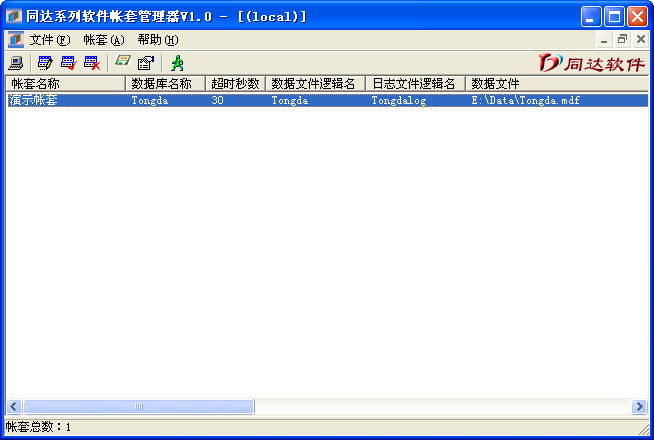 同达系列软件帐套管理器V1.0 - [(local)]
文件(F) 帐套(A) 帮助(H)
同达软件
帐套名称 数据库名称 超时秒数 数据文件逻辑名 日志文件逻辑名 数据文件
演示帐套 Tongda 30 Tongda Tongdalog E:\Data\Tongda.mdf
帐套总数：1